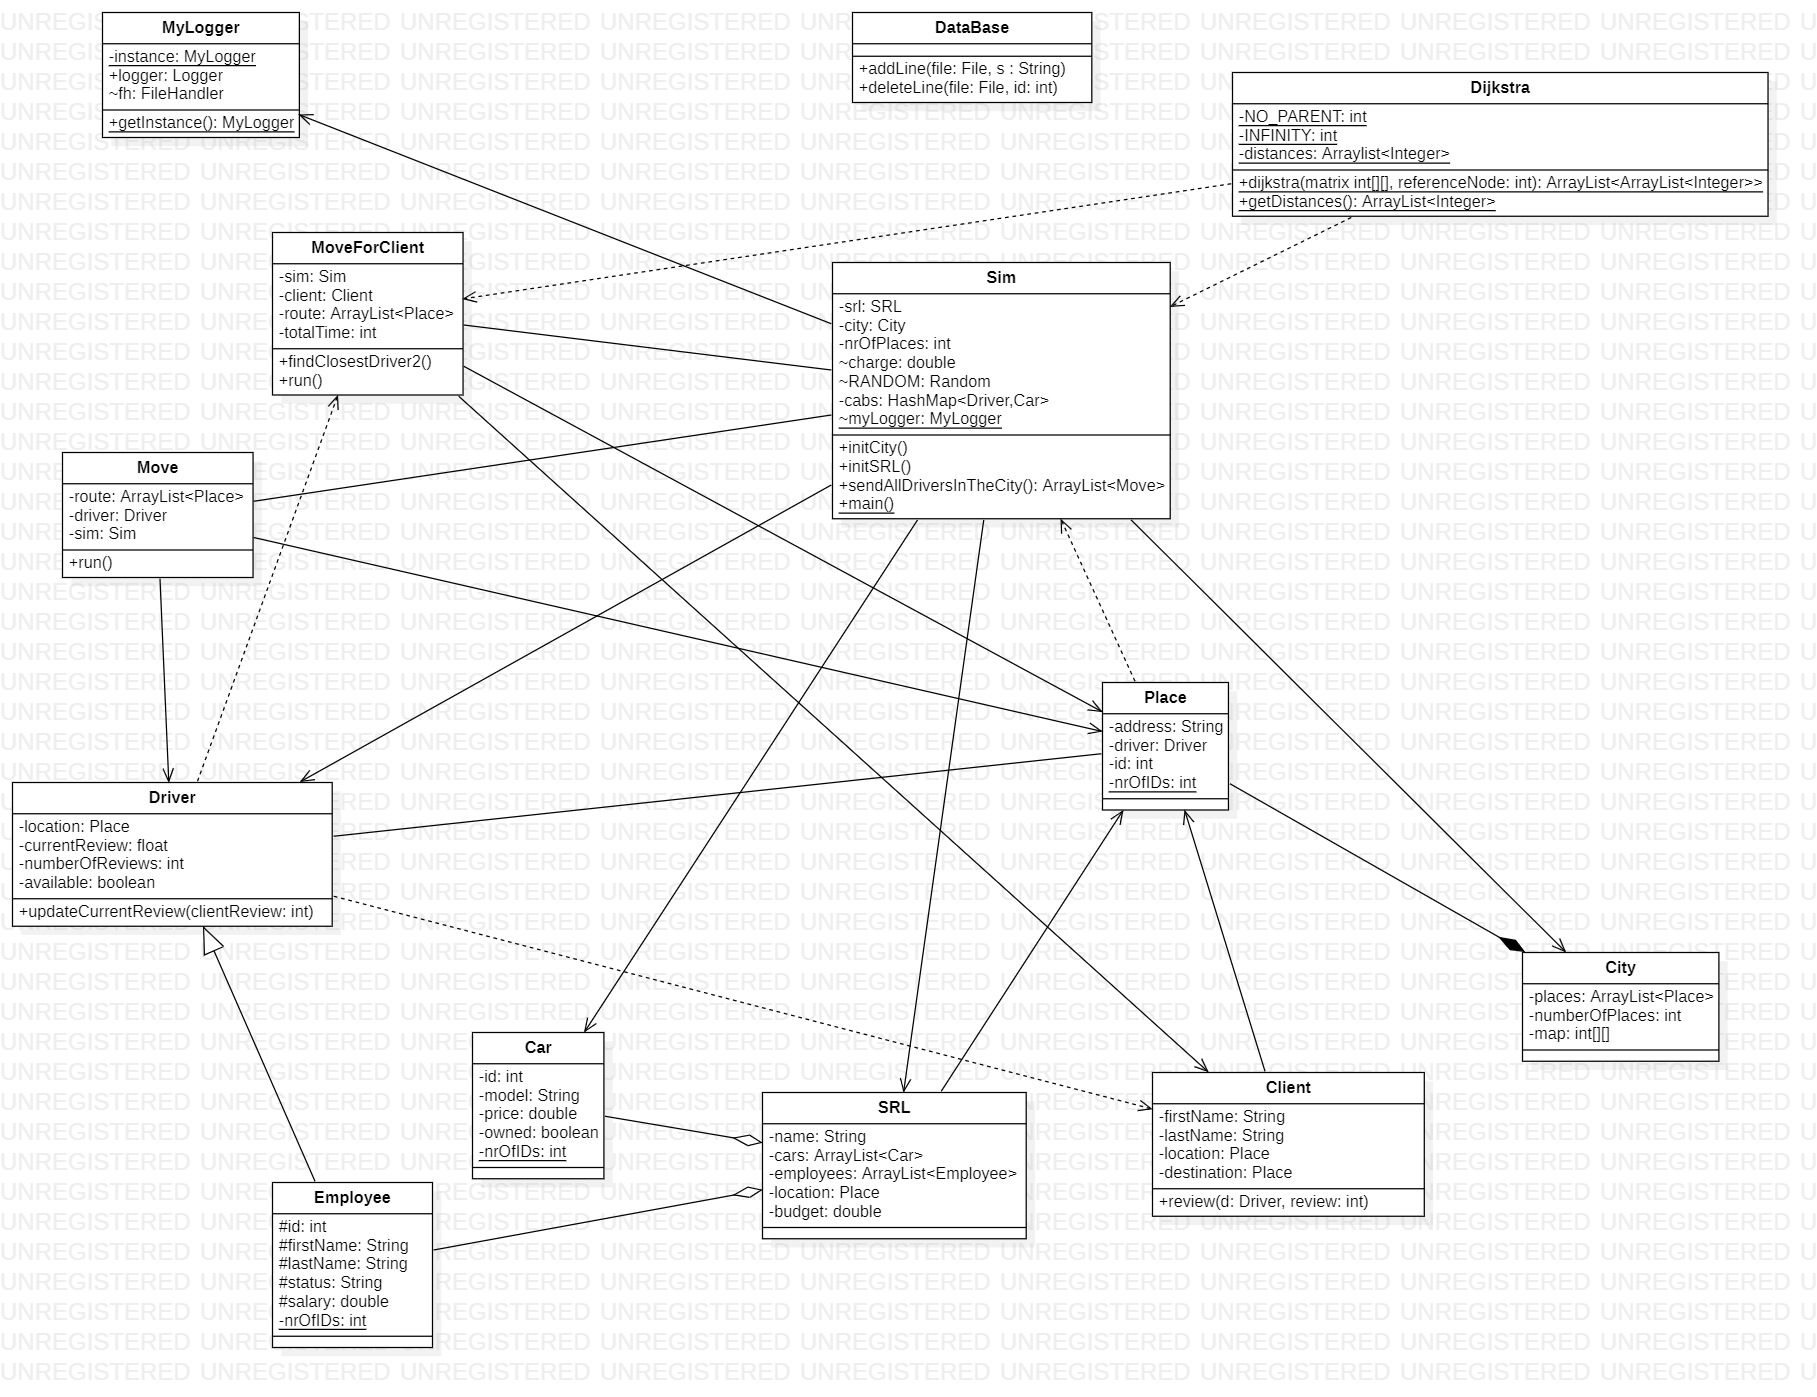 MyLogger
-instance: MyLogger
+logger: Logger
~fh: FileHandler
+getInstance(): MyLogger
DataBase
+addLine(file: File, s : String)
+deleteLine(file: File, id: int)
Dijkstra
-NO_PARENT: int
-INFINITY: int
-distances: Arraylist<Integer>
+dijkstra(matrix int[][], referenceNode: int): ArrayList<ArrayList<Integer>>
+getDistances(): ArrayList<Integer>
MoveForClient
-sim: Sim
-client: Client
-route: ArrayList<Place>
-totalTime: int
+findClosestDriver2()
+run()
Sim
-srl: SRL
-city: City
-nrOfPlaces: int
~charge: double
~RANDOM: Random
-cabs: HashMap<Driver,Car>
~myLogger: MyLogger
+initCity()
+initSRL()
+sendAllDriversInTheCity(): ArrayList<Move>
+main()
Move
-route: ArrayList<Place>
-driver: Driver
-sim: Sim
+run()
Place
-address: String
-driver: Driver
-id: int
-nrOfIDs: int
Driver
-location: Place
-currentReview: float
-numberOfReviews: int
-available: boolean
+updateCurrentReview(clientReview: int)
City
-places: ArrayList<Place>
-numberOfPlaces: int
-map: int[][]
Car
-id: int
-model: String
-price: double
-owned: boolean
-nrOfIDs: int
SRL
-name: String
-cars: ArrayList<Car>
-employees: ArrayList<Employee>
-location: Place
-budget: double
Client
-firstName: String
-lastName: String
-location: Place
-destination: Place
+review(d: Driver, review: int)
Employee
#id: int
#firstName: String
#lastName: String
#status: String
#salary: double
-nrOfIDs: int
UNREGISTERED